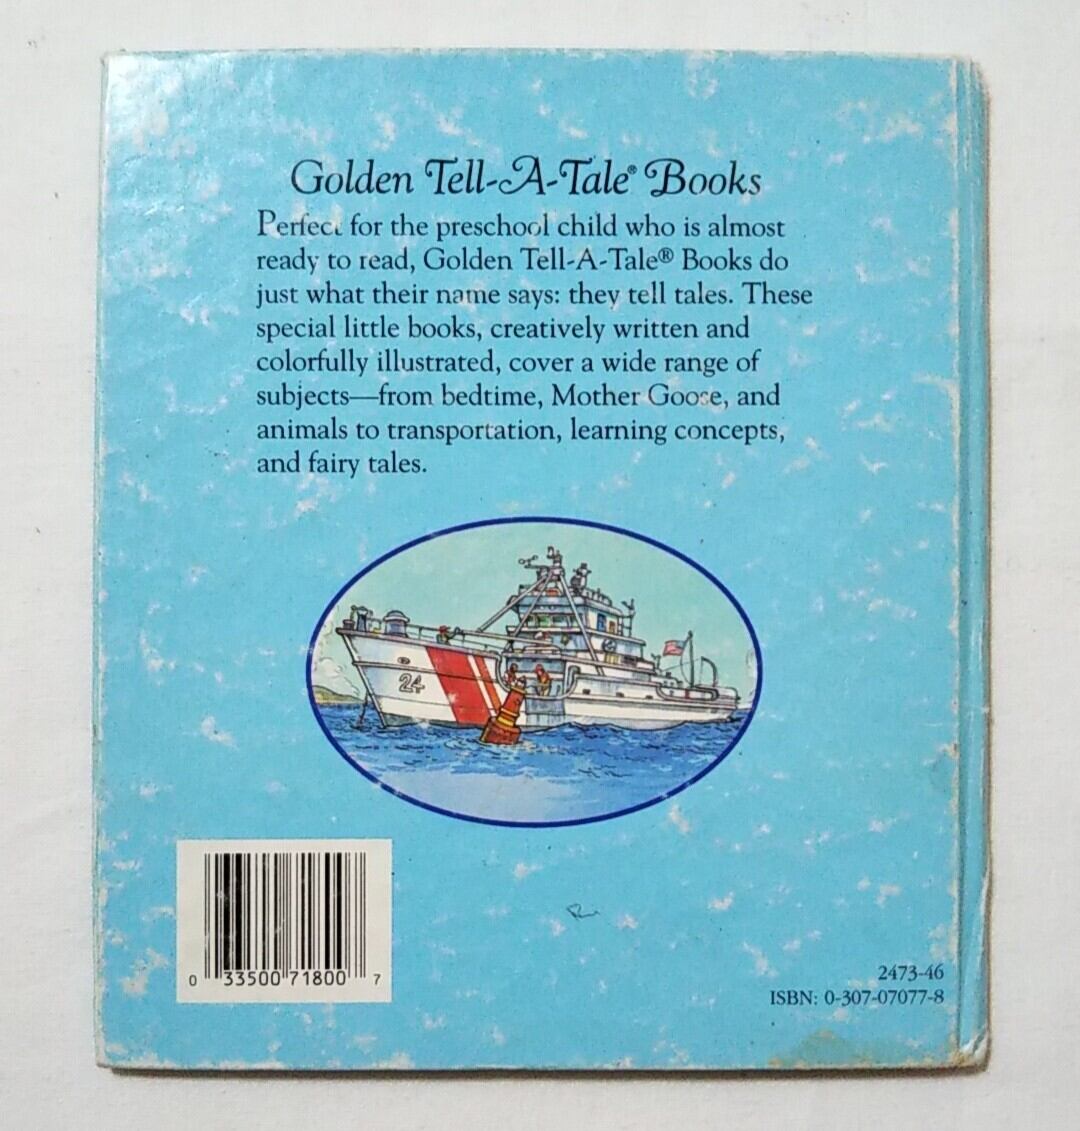 Golden Tell-A-Tale® Books
Perfect for the preschool child who is almost
ready to read, Golden Tell-A-Tale® Books do
just what their name says: they tell tales. These
special little books, creatively written and
colorfully illustrated, cover a wide range of
subjects—from bedtime, Mother Goose, and
animals to transportation, learning concepts,
and fairy tales.
24
0 33500 71800 7
2473-46
ISBN: 0-307-07077-8